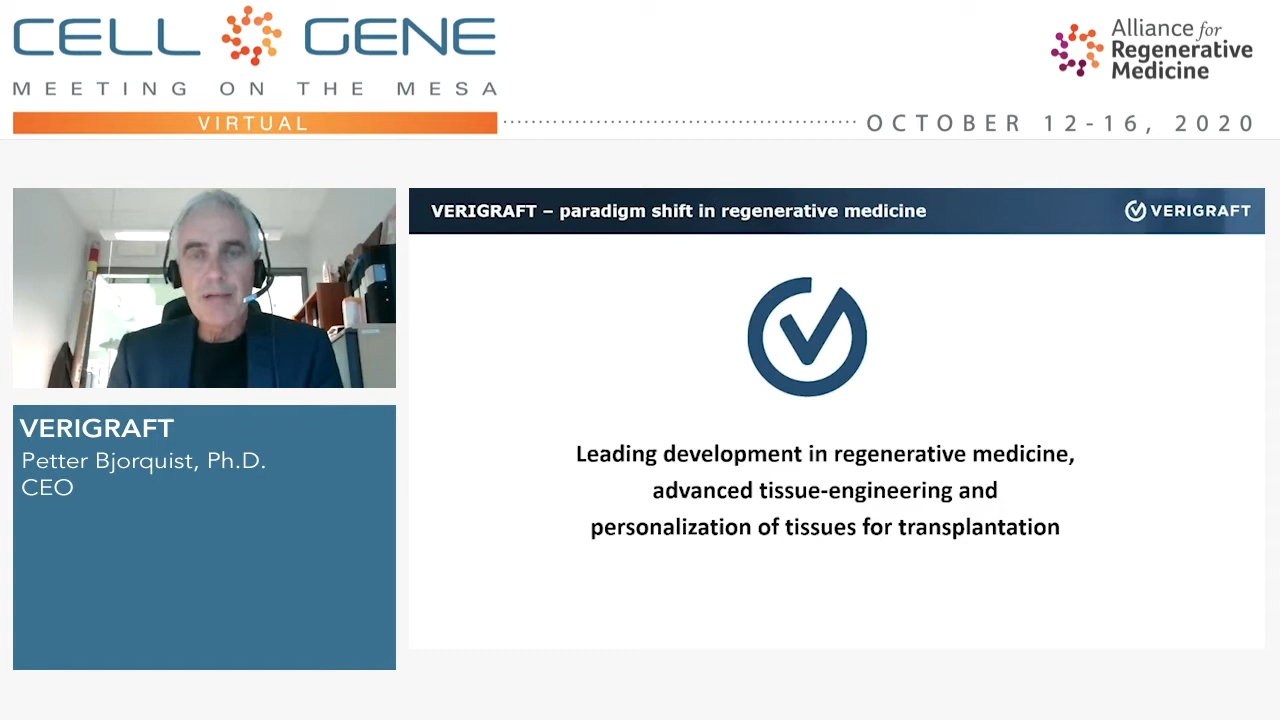 CELL GENE
MEETING ON THE MESA
VIRTUAL
Alliance for
Regenerative
Medicine
OCTOBER 12-16, 2020
VERIGRAFT
Petter Bjorquist, Ph.D.
CEO
VERIGRAFT – paradigm shift in regenerative medicine
VERIGRAFT
Leading development in regenerative medicine,
advanced tissue-engineering and
personalization of tissues for transplantation